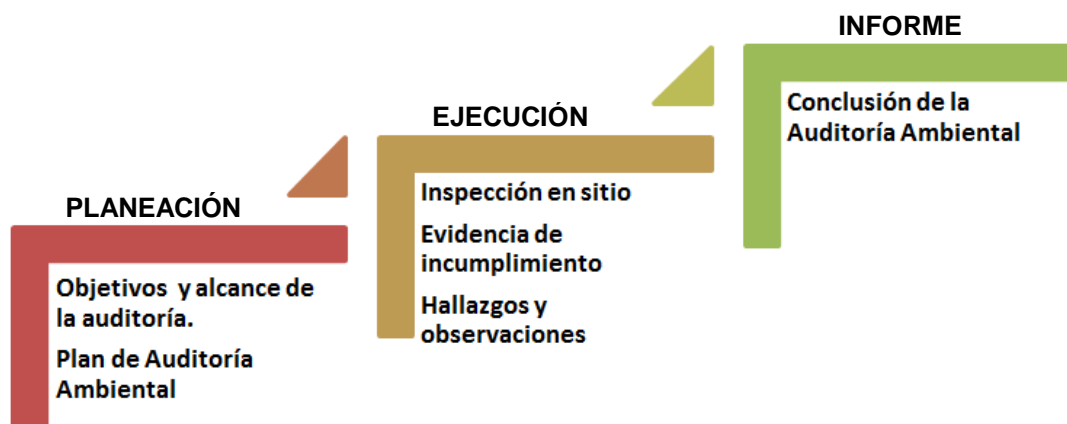 PLANEACIÓN
Objetivos y alcance de
la auditoría.
Plan de Auditoría
Ambiental
EJECUCIÓN
Inspección en sitio
Evidencia de
incumplimiento
Hallazgos y
observaciones
INFORME
Conclusión de la
Auditoría Ambiental